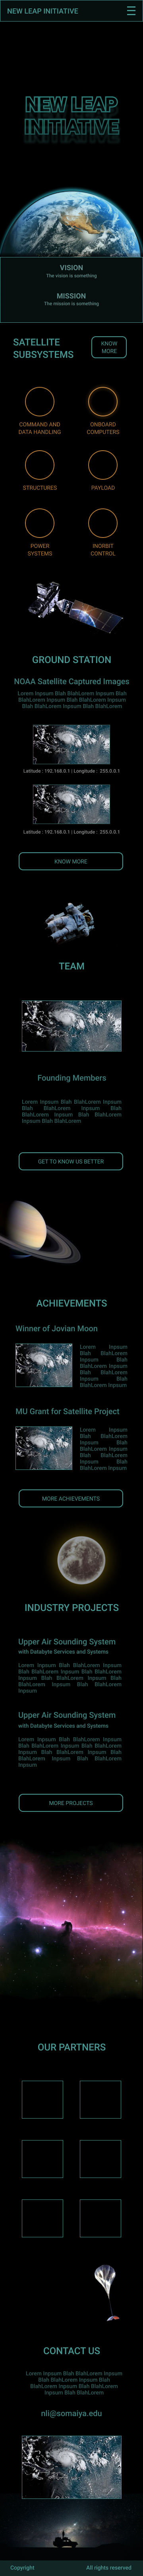 NEW LEAP INITIATIVE
NEW LEAP
INITIATIVE
VISION
The vision is something
MISSION
The mission is something
SATELLITE
SUBSYSTEMS
KNOW
MORE
COMMAND AND
DATA HANDLING
ONBOARD
COMPUTERS
STRUCTURES
PAYLOAD
POWER
SYSTEMS
INORBIT
CONTROL
GROUND STATION
NOAA Satellite Captured Images
Lorem Inpsum Blah BlahLorem Inpsum Blah
BlahLorem Inpsum Blah BlahLorem Inpsum
Blah BlahLorem Inpsum Blah BlahLorem
Latitude : 192.168.0.1 | Longitude : 255.0.0.1
Latitude : 192.168.0.1 | Longitude : 255.0.0.1
KNOW MORE
TEAM
Founding Members
Lorem Inpsum Blah BlahLorem Inpsum
Blah BlahLorem Inpsum Blah
BlahLorem Inpsum Blah BlahLorem
Inpsum Blah BlahLorem
GET TO KNOW US BETTER
ACHIEVEMENTS
Winner of Jovian Moon
Lorem Inpsum
Blah BlahLorem
Inpsum Blah
BlahLorem Inpsum
Blah BlahLorem
Inpsum Blah
BlahLorem Inpsum
MU Grant for Satellite Project
Lorem Inpsum
Blah BlahLorem
Inpsum Blah
BlahLorem Inpsum
Blah BlahLorem
Inpsum Blah
BlahLorem Inpsum
MORE ACHIEVEMENTS
INDUSTRY PROJECTS
Upper Air Sounding System
with Databyte Services and Systems
Lorem Inpsum Blah BlahLorem Inpsum
Blah BlahLorem Inpsum Blah BlahLorem
Inpsum Blah BlahLorem Inpsum Blah
BlahLorem Inpsum Blah BlahLorem
Inpsum
Upper Air Sounding System
with Databyte Services and Systems
Lorem Inpsum Blah BlahLorem Inpsum
Blah BlahLorem Inpsum Blah BlahLorem
Inpsum Blah BlahLorem Inpsum Blah
BlahLorem Inpsum Blah BlahLorem
Inpsum
MORE PROJECTS
OUR PARTNERS
CONTACT US
Lorem Inpsum Blah BlahLorem Inpsum
Blah BlahLorem Inpsum Blah
BlahLorem Inpsum Blah BlahLorem
Inpsum Blah BlahLorem
nli@somaiya.edu
Copyright
All rights reserved